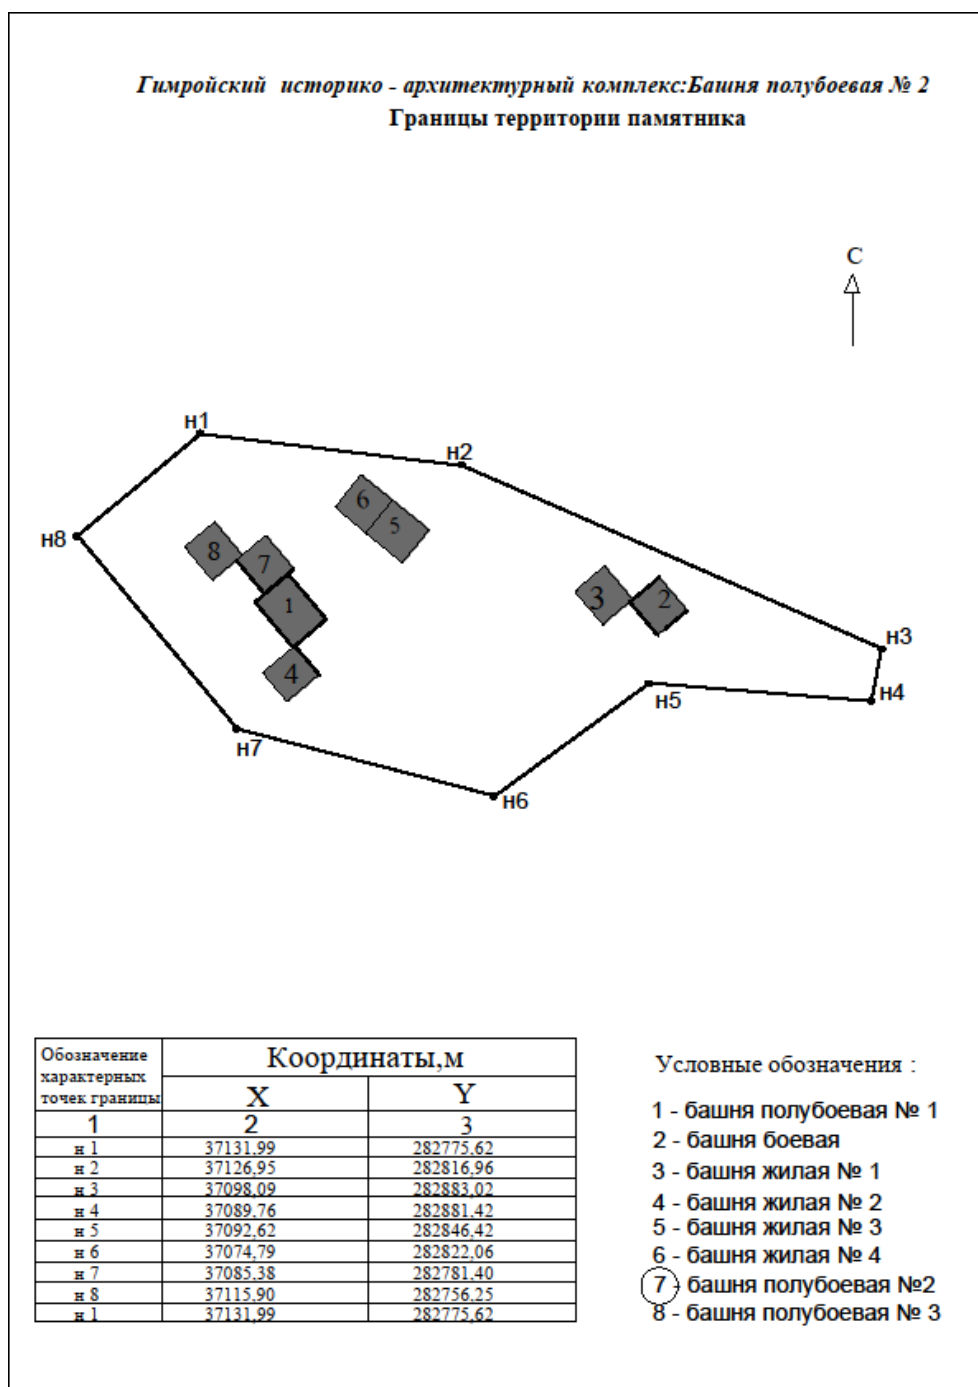 Гимройский историко - архитектурный комплекс:Башня полубоевая № 2
Границы территории памятника
С
н1
н2
н8
6
5
8
7
1
3
2
н3
4
н5
н4
н7
н6
Обозначение характерных точек границы
Координаты,м
X Y
1 2 3
н 1 37131,99 282775,62
н 2 37126,95 282816,96
н 3 37098,09 282883,02
н 4 37089,76 282881,42
н 5 37092,62 282846,42
н 6 37074,79 282822,06
н 7 37085,38 282781,40
н 8 37115,90 282756,25
н 1 37131,99 282775,62
Условные обозначения :
1 - башня полубоевая № 1
2 - башня боевая
3 - башня жилая № 1
4 - башня жилая № 2
5 - башня жилая № 3
6 - башня жилая № 4
7 - башня полубоевая №2
8 - башня полубоевая № 3